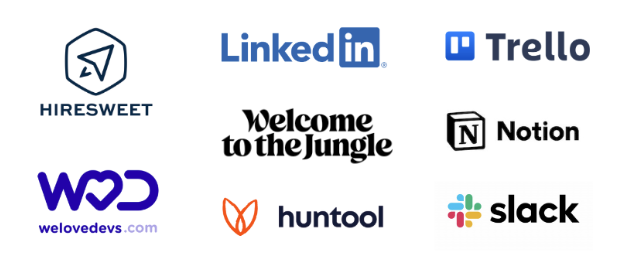 HIRESWEET
LinkedIn®
Trello
Welcome
to the Jungle
N Notion
W D
welovedevs.com
huntool
slack